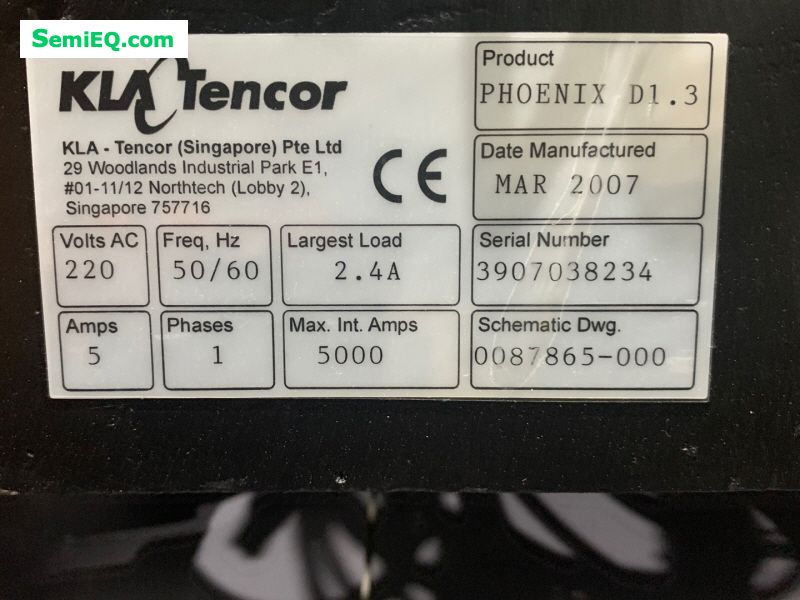 SemiEQ.com
KLA Tencor
KLA - Tencor (Singapore) Pte Ltd
29 Woodlands Industrial Park E1,
#01-11/12 Northtech (Lobby 2),
Singapore 757716
CE
Product
PHOENIX D1.3
Date Manufactured
MAR 2007
Volts AC
220
Freq, Hz
50/60
Largest Load
2.4A
Serial Number
3907038234
Amps
5
Phases
1
Max. Int. Amps
5000
Schematic Dwg.
0087865-000